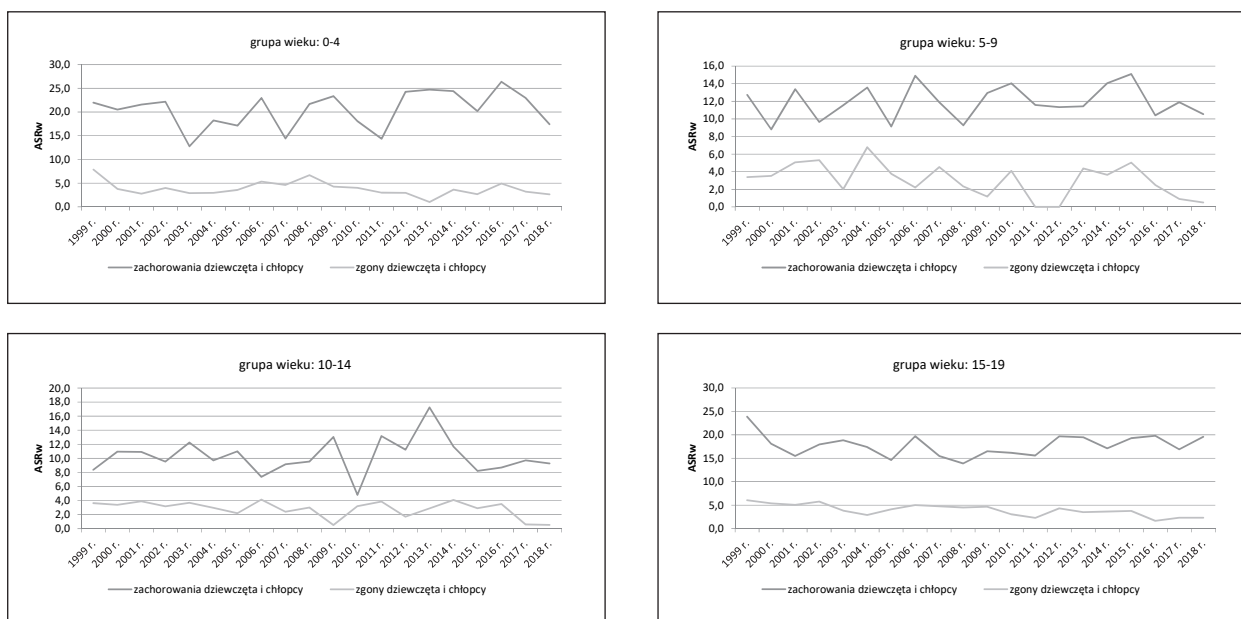 grupa wieku: 0-4
30,0
25,0
20,0
15,0
10,0
5,0
0,0
ASRw
1999 r. 2000 r. 2001 r. 2002 r. 2003 r. 2004 r. 2005 r. 2006 r. 2007 r. 2008 r. 2009 r. 2010 r. 2011 r. 2012 r. 2013 r. 2014 r. 2015 r. 2016 r. 2017 r. 2018 r.
zachorowania dziewczęta i chłopcy zgony dziewczęta i chłopcy
grupa wieku: 5-9
16,0
14,0
12,0
10,0
8,0
6,0
4,0
2,0
0,0
ASRw
1999 r. 2000 r. 2001 r. 2002 r. 2003 r. 2004 r. 2005 r. 2006 r. 2007 r. 2008 r. 2009 r. 2010 r. 2011 r. 2012 r. 2013 r. 2014 r. 2015 r. 2016 r. 2017 r. 2018 r.
zachorowania dziewczęta i chłopcy zgony dziewczęta i chłopcy
grupa wieku: 10-14
20,0
18,0
16,0
14,0
12,0
10,0
8,0
6,0
4,0
2,0
0,0
ASRw
1999 r. 2000 r. 2001 r. 2002 r. 2003 r. 2004 r. 2005 r. 2006 r. 2007 r. 2008 r. 2009 r. 2010 r. 2011 r. 2012 r. 2013 r. 2014 r. 2015 r. 2016 r. 2017 r. 2018 r.
zachorowania dziewczęta i chłopcy zgony dziewczęta i chłopcy
grupa wieku: 15-19
30,0
25,0
20,0
15,0
10,0
5,0
0,0
ASRw
1999 r. 2000 r. 2001 r. 2002 r. 2003 r. 2004 r. 2005 r. 2006 r. 2007 r. 2008 r. 2009 r. 2010 r. 2011 r. 2012 r. 2013 r. 2014 r. 2015 r. 2016 r. 2017 r. 2018 r.
zachorowania dziewczęta i chłopcy zgony dziewczęta i chłopcy